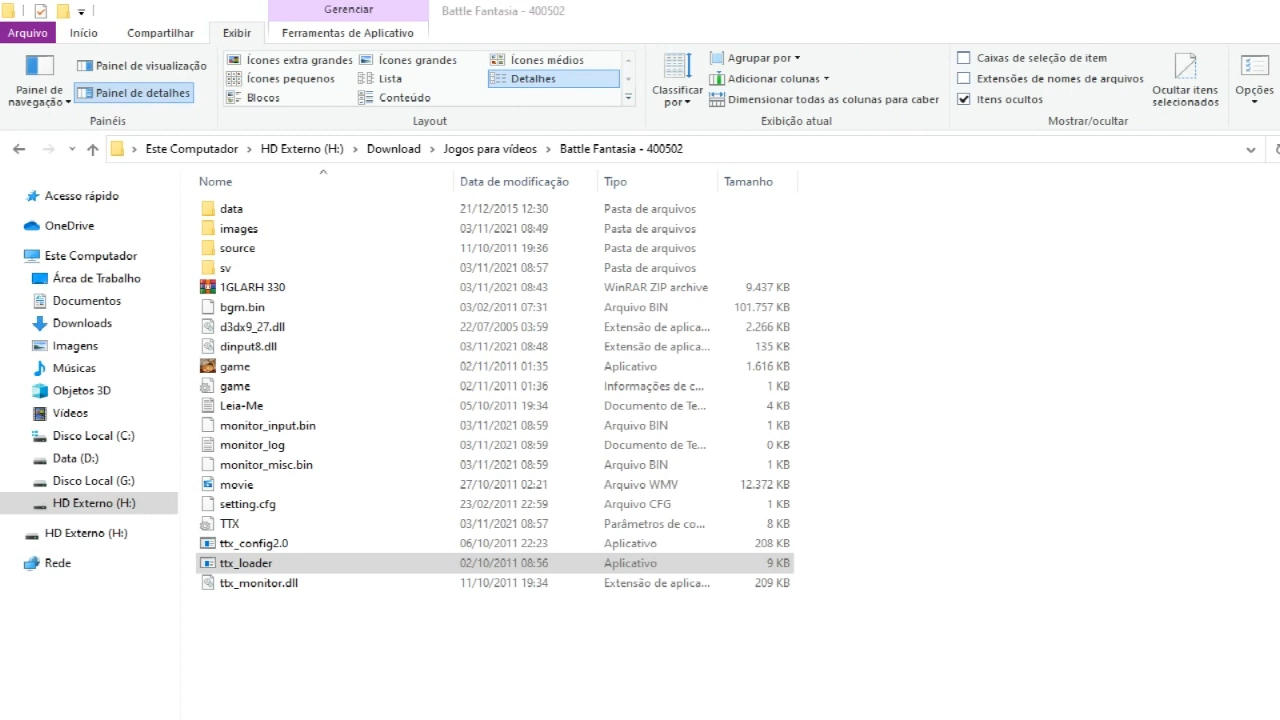 Gerenciar
Battle Fantasia - 400502
Arquivo Início Compartilhar Exibir Ferramentas de Aplicativo
Painel de navegação
Painel de visualização
Painel de detalhes
Painéis
Ícones extra grandes Ícones grandes Ícones médios
Ícones pequenos Lista Detalhes
Blocos Conteúdo
Layout
Classificar por
Agrupar por
Adicionar colunas
Dimensionar todas as colunas para caber
Exibição atual
Caixas de seleção de item
Extensões de nomes de arquivos
Itens ocultos
Ocultar itens selecionados
Mostrar/ocultar
Opções
Este Computador > HD Externo (H:) > Download > Jogos para vídeos > Battle Fantasia - 400502
Acesso rápido
OneDrive
Este Computador
Área de Trabalho
Documentos
Downloads
Imagens
Músicas
Objetos 3D
Vídeos
Disco Local (C:)
Data (D:)
Disco Local (G:)
HD Externo (H:)
HD Externo (H:)
Rede
Nome Data de modificação Tipo Tamanho
data 21/12/2015 12:30 Pasta de arquivos
images 03/11/2021 08:49 Pasta de arquivos
source 11/10/2011 19:36 Pasta de arquivos
sv 03/11/2021 08:57 Pasta de arquivos
1GLARH 330 03/11/2021 08:43 WinRAR ZIP archive 9.437 KB
bgm.bin 03/02/2011 07:31 Arquivo BIN 101.757 KB
d3dx9_27.dll 22/07/2005 03:59 Extensão de aplica... 2.266 KB
dinput8.dll 03/11/2021 08:48 Extensão de aplica... 135 KB
game 02/11/2011 01:35 Aplicativo 1.616 KB
game 02/11/2011 01:36 Informações de c... 1 KB
Leia-Me 05/10/2011 19:34 Documento de Te... 4 KB
monitor_input.bin 03/11/2021 08:59 Arquivo BIN 1 KB
monitor_log 03/11/2021 08:59 Documento de Te... 0 KB
monitor_misc.bin 03/11/2021 08:59 Arquivo BIN 1 KB
movie 27/10/2011 02:21 Arquivo WMV 12.372 KB
setting.cfg 23/02/2011 22:59 Arquivo CFG 1 KB
TTX 03/11/2021 08:57 Parâmetros de co... 8 KB
ttx_config2.0 06/10/2011 22:23 Aplicativo 208 KB
ttx_loader 02/10/2011 08:56 Aplicativo 9 KB
ttx_monitor.dll 11/10/2011 19:34 Extensão de aplica... 209 KB